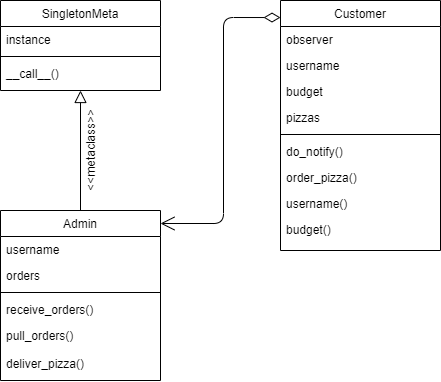 SingletonMeta
instance
__call__()
<<metaclass>>
Admin
username
orders
receive_orders()
pull_orders()
deliver_pizza()
Customer
observer
username
budget
pizzas
do_notify()
order_pizza()
username()
budget()